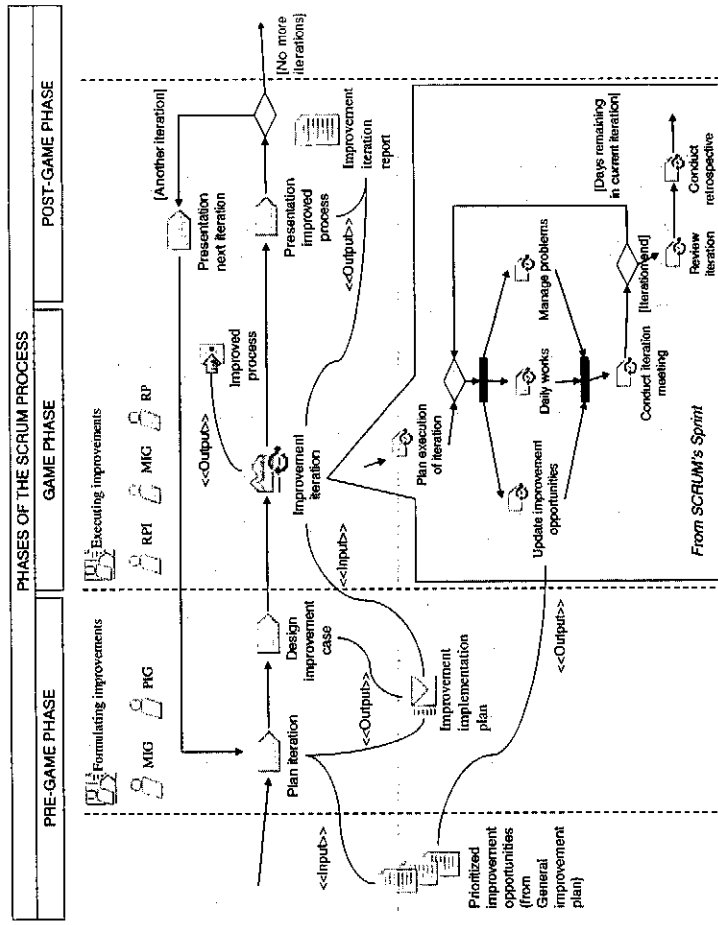 PHASES OF THE SCRUM PROCESS
PRE-GAME PHASE
GAME PHASE
POST-GAME PHASE
Formulating improvements
MIG
PIG
Executing improvements
RPI
MIG
RP
[Another iteration]
[No more
iterations]
Presentation
next iteration
<<Output>>
Improved
process
Plan iteration
Design
improvement
case
Improvement
iteration
Presentation
improved
process
Improvement
iteration
report
<<Input>>
<<Output>>
<<Input>>
<<Output>>
Improvement
implementation
plan
Prioritized
improvement
opportunities
(from
General
improvement
plan)
<<Output>>
Plan execution
of iteration
Update improvement
opportunities
Daily works
Manage problems
Conduct iteration
meeting
[Iteration end]
[Days remaining
in current iteration]
Review
iteration
Conduct
retrospective
From SCRUM's Sprint